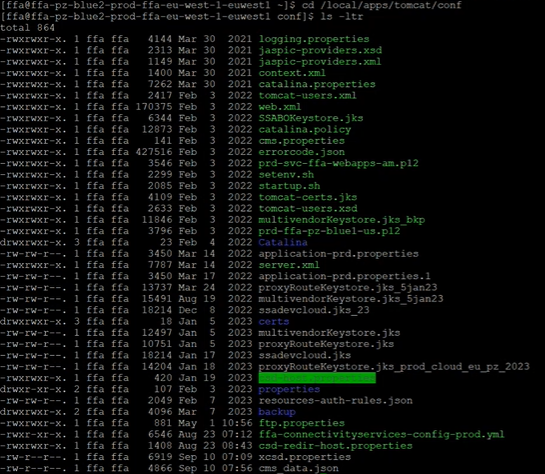 [ffa@ffa-pz-blue2-prod-ffa-eu-west-1-euwest1 ~]$ cd /local/apps/tomcat/conf
[ffa@ffa-pz-blue2-prod-ffa-eu-west-1-euwest1 conf]$ ls -ltr
total 864
-rwxrwxr-x. 1 ffa ffa 4144 Mar 30 2021 logging.properties
-rwxrwxr-x. 1 ffa ffa 2313 Mar 30 2021 jaspic-providers.xsd
-rwxrwxr-x. 1 ffa ffa 1149 Mar 30 2021 jaspic-providers.xml
-rwxrwxr-x. 1 ffa ffa 1400 Mar 30 2021 context.xml
-rwxrwxr-x. 1 ffa ffa 7262 Mar 30 2021 catalina.properties
-rwxrwxr-x. 1 ffa ffa 2417 Feb 3 2022 tomcat-users.xml
-rwxrwxr-x. 1 ffa ffa 170375 Feb 3 2022 web.xml
-rwxrwxr-x. 1 ffa ffa 6344 Feb 3 2022 SSABOKeystore.jks
-rwxrwxr-x. 1 ffa ffa 12873 Feb 3 2022 catalina.policy
-rwxrwxr-x. 1 ffa ffa 141 Feb 3 2022 cms.properties
-rwxrwxr-x. 1 ffa ffa 427516 Feb 3 2022 errorcode.json
-rwxrwxr-x. 1 ffa ffa 3546 Feb 3 2022 prd-svc-ffa-webapps-am.p12
-rwxrwxr-x. 1 ffa ffa 2299 Feb 3 2022 setenv.sh
-rwxrwxr-x. 1 ffa ffa 2085 Feb 3 2022 startup.sh
-rwxrwxr-x. 1 ffa ffa 4109 Feb 3 2022 tomcat-certs.jks
-rwxrwxr-x. 1 ffa ffa 2633 Feb 3 2022 tomcat-users.xsd
-rwxrwxr-x. 1 ffa ffa 11846 Feb 3 2022 multivendorKeystore.jks_bkp
-rwxrwxr-x. 1 ffa ffa 3796 Feb 3 2022 prd-ffa-pz-blue1-us.p12
drwxrwxr-x. 3 ffa ffa 23 Feb 4 2022 Catalina
-rw-rw-r--. 1 ffa ffa 3450 Mar 14 2022 application-prd.properties
-rwxrwxr-x. 1 ffa ffa 7787 Mar 14 2022 server.xml
-rw-rw-r--. 1 ffa ffa 3450 Mar 17 2022 application-prd.properties.1
-rw-rw-r--. 1 ffa ffa 13737 Mar 24 2022 proxyRouteKeystore.jks_5jan23
-rw-rw-r--. 1 ffa ffa 15491 Aug 19 2022 multivendorKeystore.jks_5jan23
-rw-rw-r--. 1 ffa ffa 18214 Dec 8 2022 ssadevcloud.jks_23
drwxrwxr-x. 3 ffa ffa 18 Jan 5 2023 certs
-rw-rw-r--. 1 ffa ffa 12497 Jan 5 2023 multivendorKeystore.jks
-rw-rw-r--. 1 ffa ffa 10751 Jan 5 2023 proxyRouteKeystore.jks
-rw-rw-r--. 1 ffa ffa 18214 Jan 17 2023 ssadevcloud.jks
-rw-rw-r--. 1 ffa ffa 14204 Jan 18 2023 proxyRouteKeystore.jks_prod_cloud_eu_pz_2023
-rwxrwxr-x. 1 ffa ffa 420 Jan 19 2023
drwxr-xr-x. 2 ffa ffa 107 Feb 3 2023 properties
-rw-rw-r--. 1 ffa ffa 2049 Feb 7 2023 resources-auth-rules.json
drwxrwxr-x. 2 ffa ffa 4096 Mar 7 2023 backup
-rwxrwxr-x. 1 ffa ffa 881 May 1 10:56 ftp.properties
-rwxr-xr--. 1 ffa ffa 6546 Aug 23 07:12 ffa-connectivityservices-config-prod.yml
-rwxr-xr--. 1 ffa ffa 1408 Aug 23 08:43 csd-redir-host.properties
-rw-rw-r--. 1 ffa ffa 6919 Sep 10 07:09 xcsd.properties
-rw-rw-r--. 1 ffa ffa 4866 Sep 10 07:56 cms_data.json